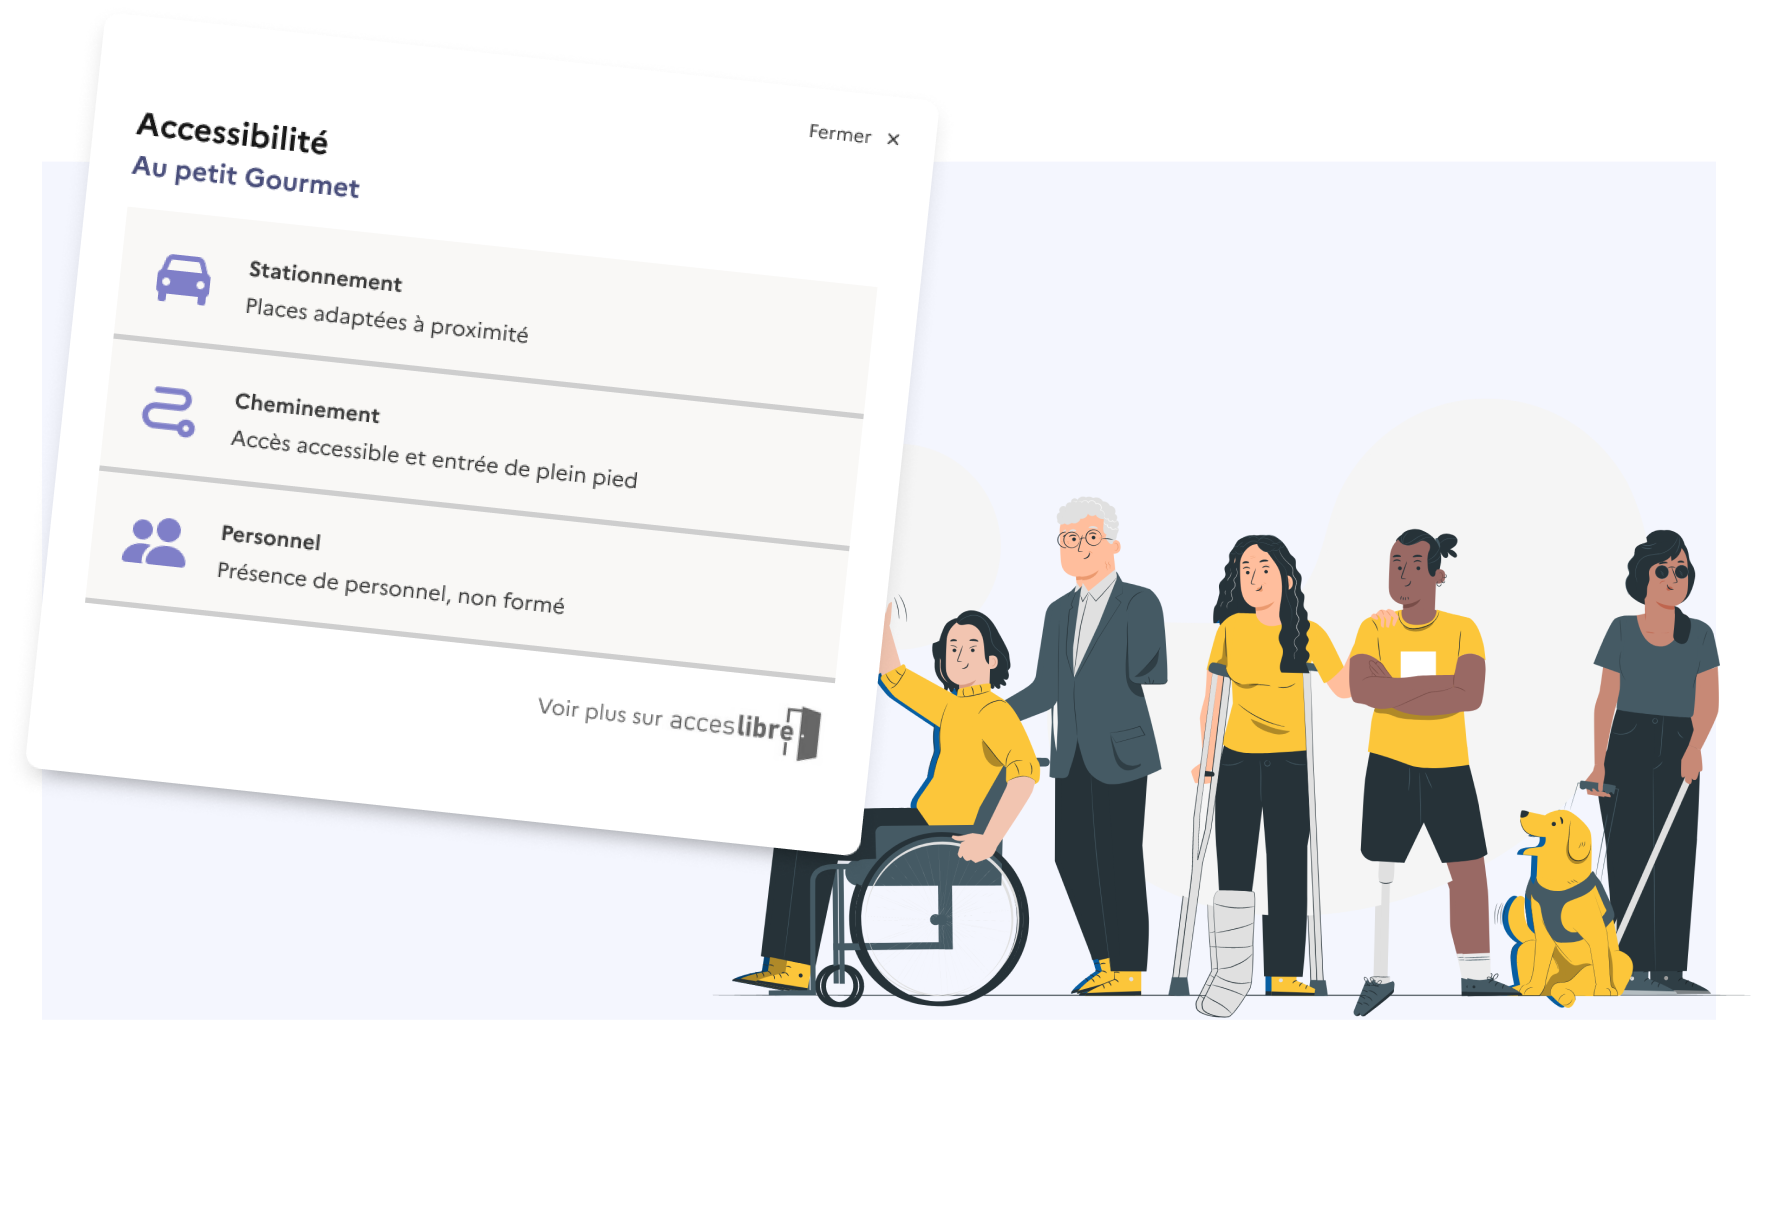 Accessibilité
Fermer ×
Au petit Gourmet
Stationnement
Places adaptées à proximité
Cheminement
Accès accessible et entrée de plein pied
Personnel
Présence de personnel, non formé
Voir plus sur acceslibre